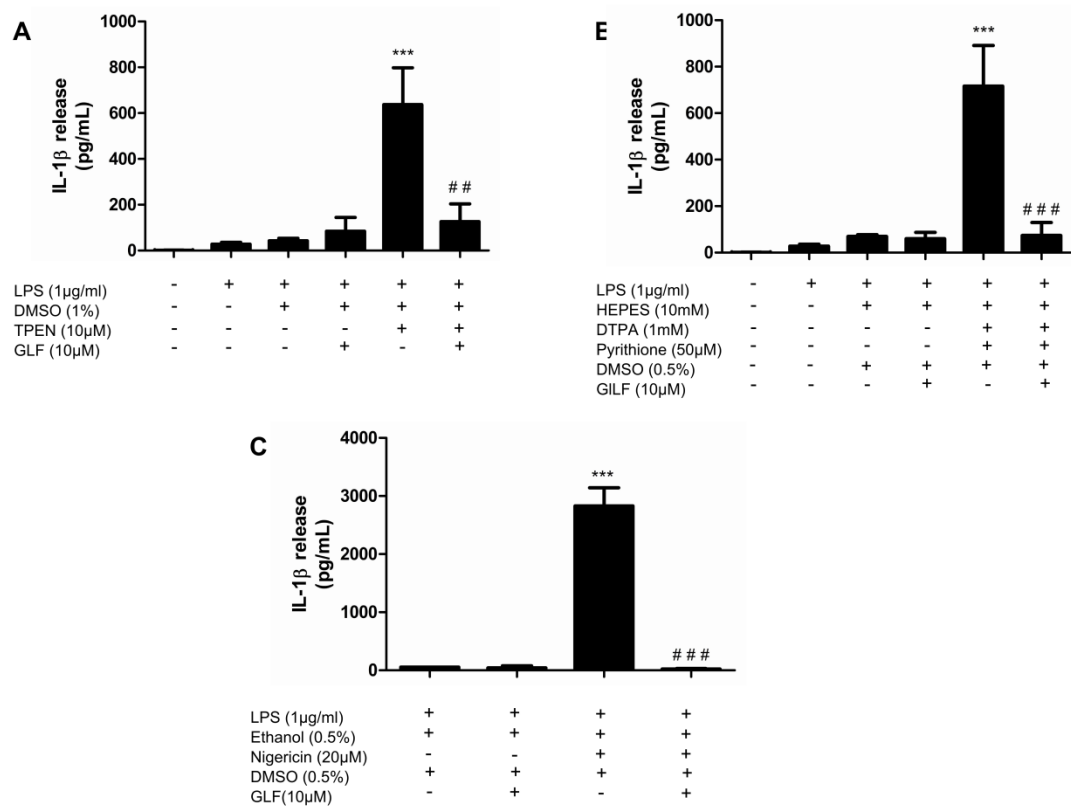 A
IL-1β release
(pg/mL)
1000
800
600
400
200
0
***
# #
LPS (1µg/ml) - + + + + +
DMSO (1%) - - + + + +
TPEN (10µM) - - - - + +
GLF (10µM) - - - + - +
B
IL-1β release
(pg/mL)
1000
800
600
400
200
0
***
# # #
LPS (1µg/ml) - + + + + +
HEPES (10mM) - - + + + +
DTPA (1mM) - - - - + +
Pyrithione (50µM) - - - - + +
DMSO (0.5%) - - + + + +
GlLF (10µM) - - - + - +
C
IL-1β release
(pg/mL)
4000
3000
2000
1000
0
***
# # #
LPS (1µg/ml) + + + +
Ethanol (0.5%) + + + +
Nigericin (20µM) - - + +
DMSO (0.5%) + + + +
GLF(10µM) - + - +